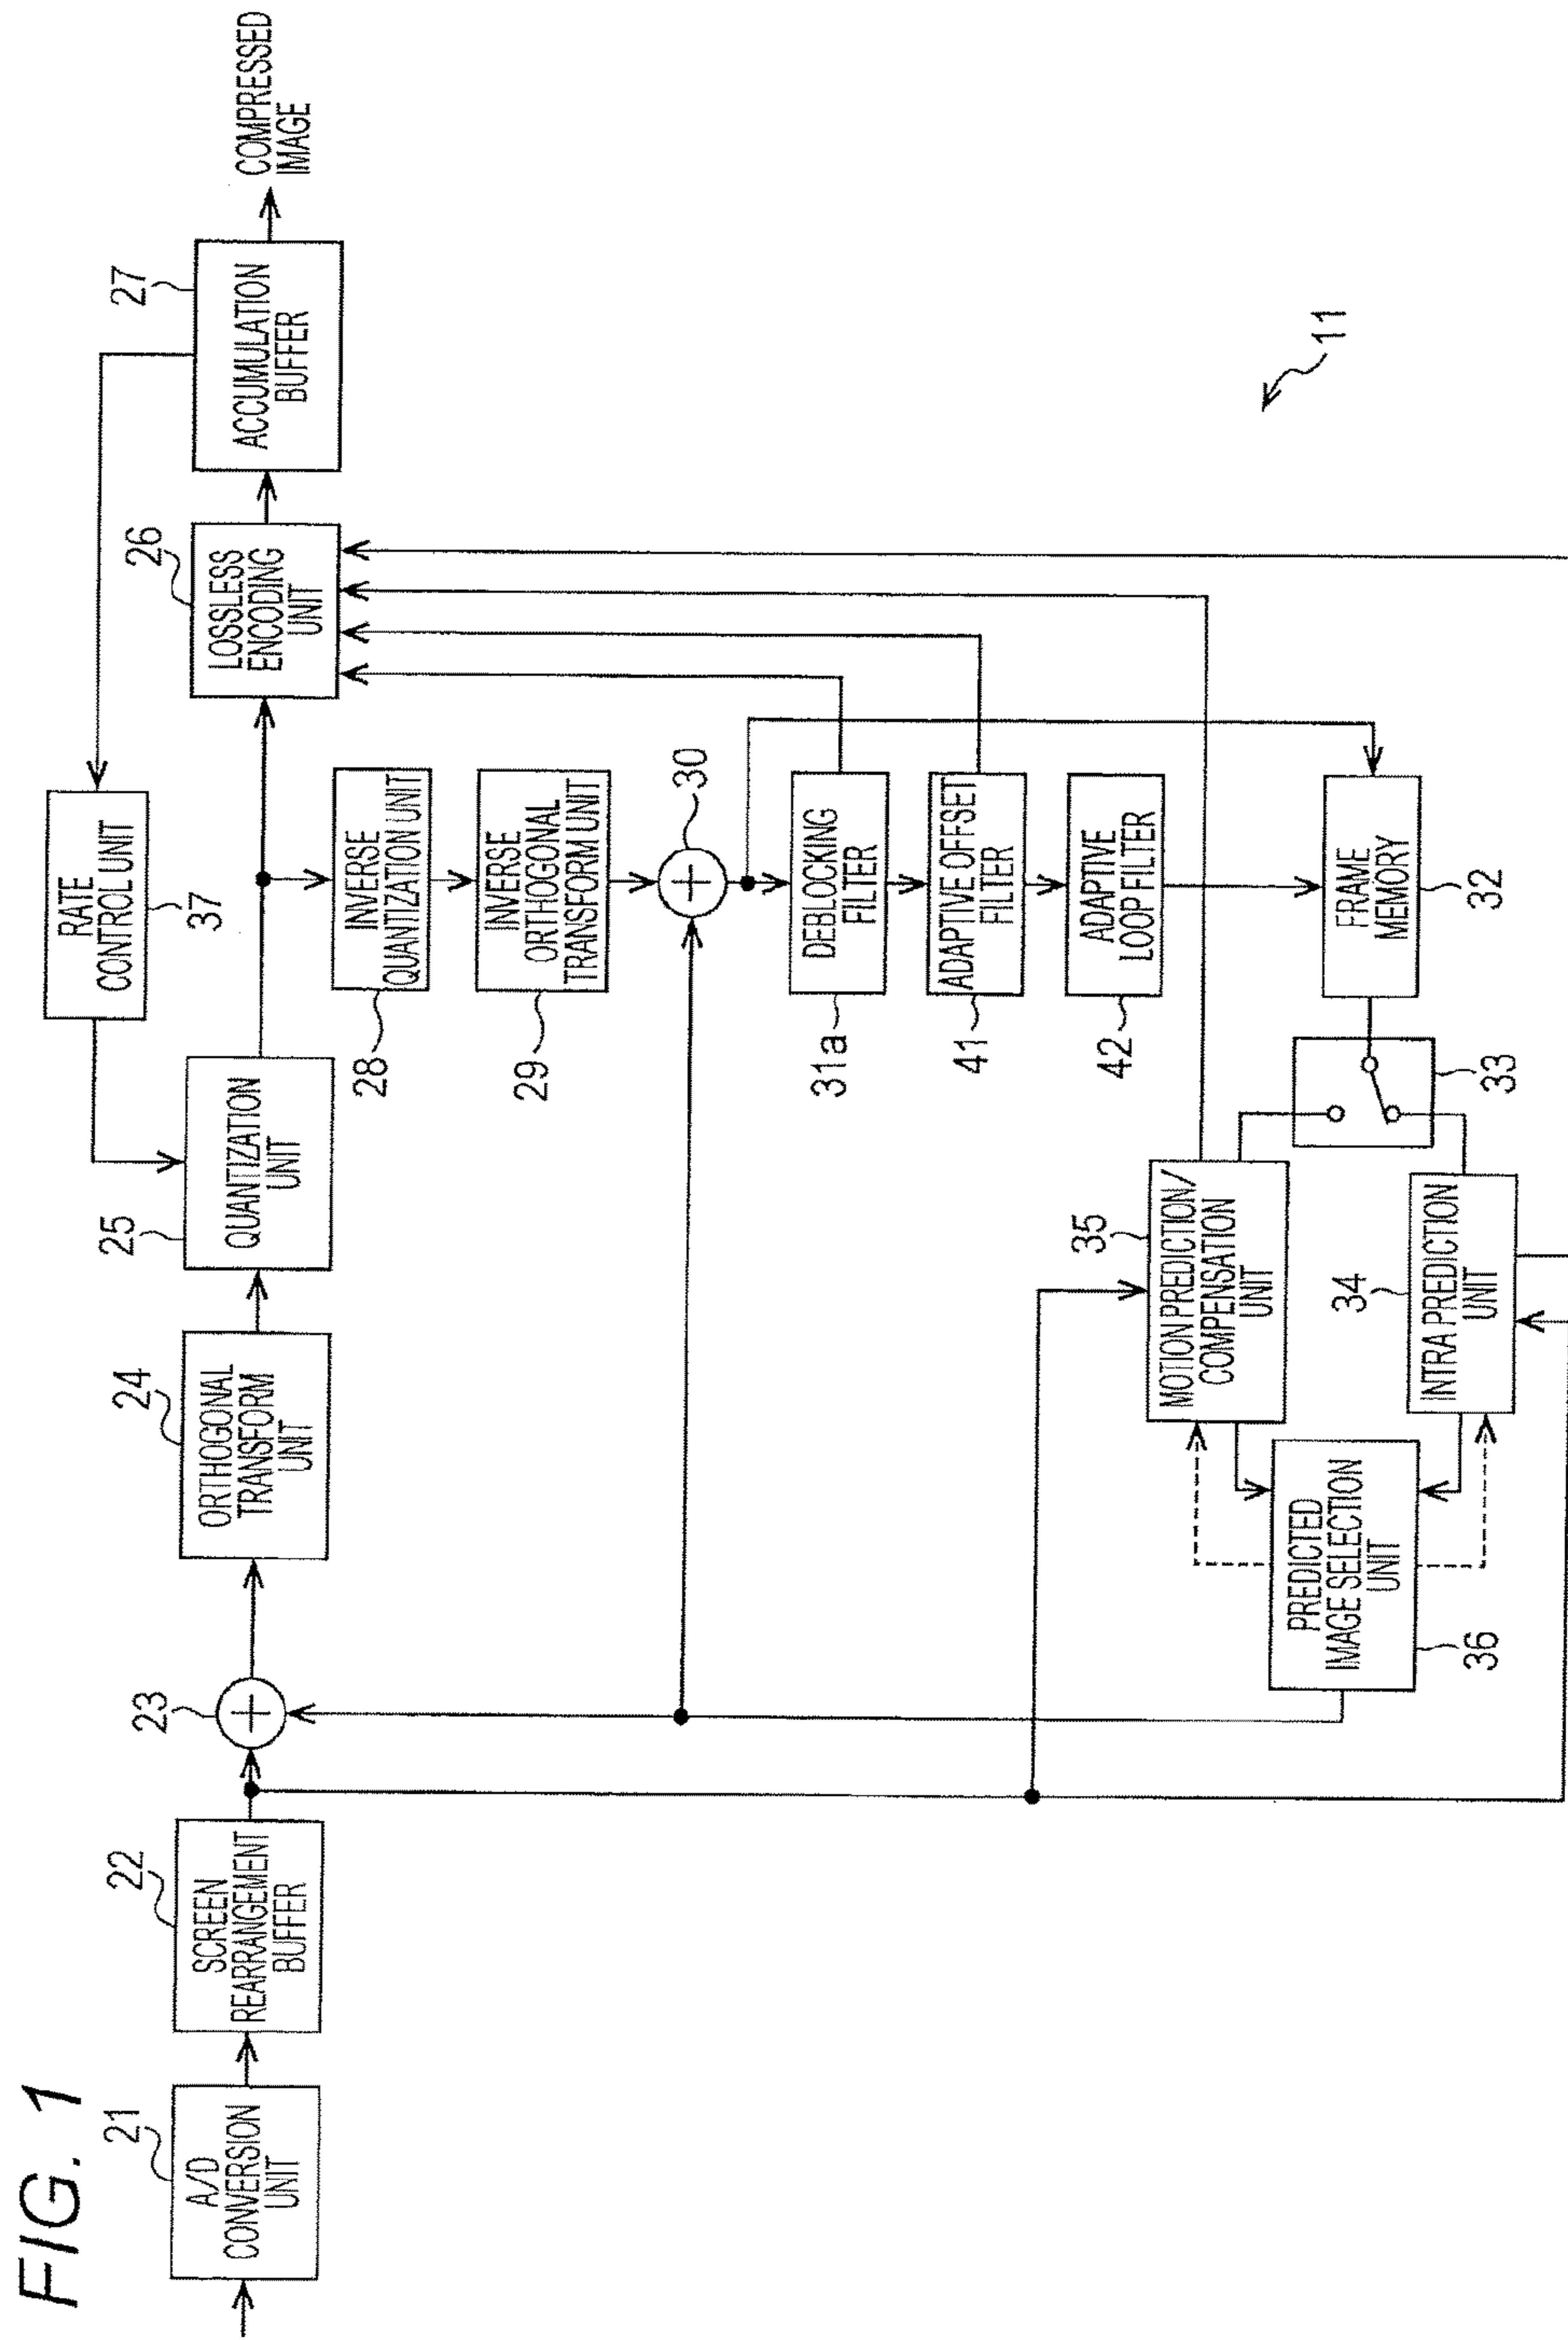 FIG. 1
21
A/D
CONVERSION
UNIT
22
SCREEN
REARRANGEMENT
BUFFER
23
24
ORTHOGONAL
TRANSFORM
UNIT
25
QUANTIZATION
UNIT
RATE
CONTROL UNIT
37
26
LOSSLESS
ENCODING
UNIT
27
ACCUMULATION
BUFFER
COMPRESSED
IMAGE
INVERSE
QUANTIZATION UNIT
28
INVERSE
ORTHOGONAL
TRANSFORM UNIT
29
30
DEBLOCKING
FILTER
31a
ADAPTIVE OFFSET
FILTER
41
ADAPTIVE
LOOP FILTER
42
FRAME
MEMORY
32
33
35
MOTION PREDICTION/
COMPENSATION
UNIT
34
INTRA PREDICTION
UNIT
PREDICTED
IMAGE SELECTION
UNIT
36
11